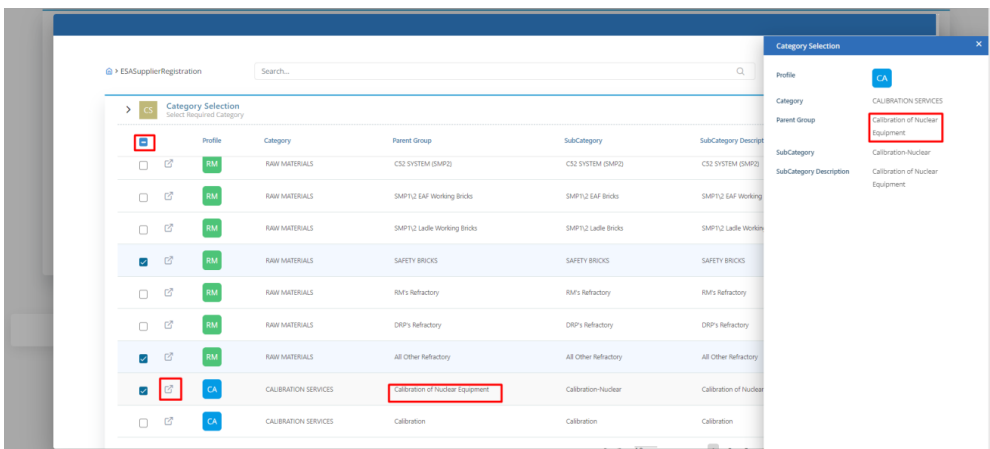 ESASupplierRegistration
Search...
CS
Category Selection
Select Required Category
Profile Category Parent Group SubCategory SubCategory Descript
RM RAW MATERIALS C52 SYSTEM (SMP2) C52 SYSTEM (SMP2) C52 SYSTEM (SMP2)
RM RAW MATERIALS SMP1\2 EAF Working Bricks SMP1\2 EAF Bricks SMP1\2 EAF Working
RM RAW MATERIALS SMP1\2 Ladle Working Bricks SMP1\2 Ladle Bricks SMP1\2 Ladle Workin
RM RAW MATERIALS SAFETY BRICKS SAFETY BRICKS SAFETY BRICKS
RM RAW MATERIALS RM's Refractory RM's Refractory RM's Refractory
RM RAW MATERIALS DRP's Refractory DRP's Refractory DRP's Refractory
RM RAW MATERIALS All Other Refractory All Other Refractory All Other Refractory
CA CALIBRATION SERVICES Calibration of Nuclear Equipment Calibration-Nuclear Calibration of Nuclear
CA CALIBRATION SERVICES Calibration Calibration Calibration
Category Selection
Profile CA
Category CALIBRATION SERVICES
Parent Group Calibration of Nuclear
Equipment
SubCategory Calibration-Nuclear
SubCategory Description Calibration of Nuclear
Equipment